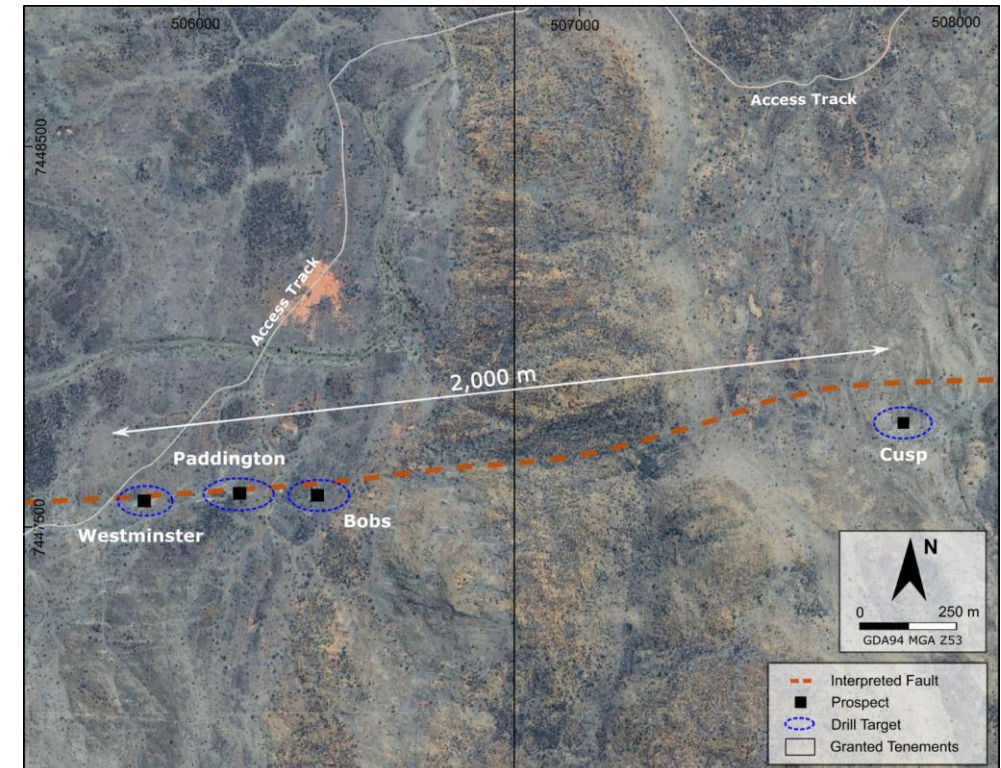 506000
507000
508000
Access Track
7448500
Access Track
2,000 m
Paddington
Cusp
Bobs
Westminster
7447500
N
0
250 m
GDA94 MGA Z53
Interpreted Fault
Prospect
Drill Target
Granted Tenements